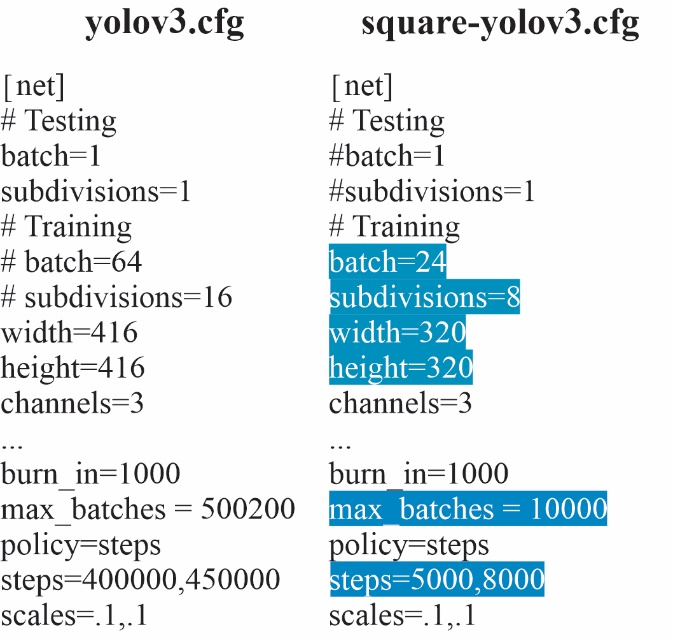 yolov3.cfg
[net]
# Testing
batch=1
subdivisions=1
# Training
# batch=64
# subdivisions=16
width=416
height=416
channels=3
...
burn_in=1000
max_batches = 500200
policy=steps
steps=400000,450000
scales=.1,.1
square-yolov3.cfg
[net]
# Testing
#batch=1
#subdivisions=1
# Training
batch=24
subdivisions=8
width=320
height=320
channels=3
...
burn_in=1000
max_batches = 10000
policy=steps
steps=5000,8000
scales=.1,.1